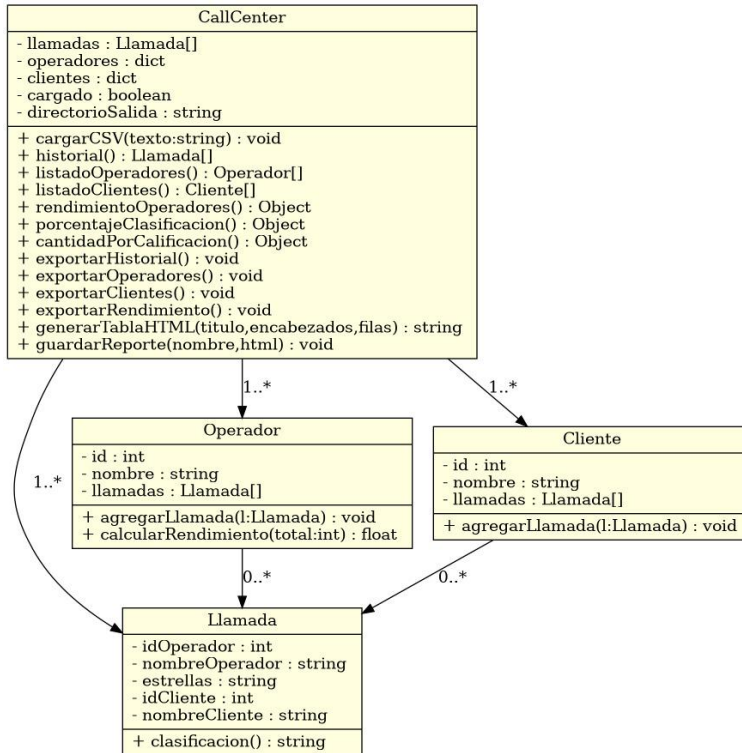 CallCenter
- llamadas : Llamada[]
- operadores : dict
- clientes : dict
- cargado : boolean
- directorioSalida : string
+ cargarCSV(texto:string) : void
+ historial() : Llamada[]
+ listadoOperadores() : Operador[]
+ listadoClientes() : Cliente[]
+ rendimientoOperadores() : Object
+ porcentajeClasificacion() : Object
+ cantidadPorCalificacion() : Object
+ exportarHistorial() : void
+ exportarOperadores() : void
+ exportarClientes() : void
+ exportarRendimiento() : void
+ generarTablaHTML(titulo,encabezados,filas) : string
+ guardarReporte(nombre,html) : void
1..*
1..*
1..*
Operador
- id : int
- nombre : string
- llamadas : Llamada[]
+ agregarLlamada(l:Llamada) : void
+ calcularRendimiento(total:int) : float
Cliente
- id : int
- nombre : string
- llamadas : Llamada[]
+ agregarLlamada(l:Llamada) : void
0..*
0..*
Llamada
- idOperador : int
- nombreOperador : string
- estrellas : string
- idCliente : int
- nombreCliente : string
+ clasificacion() : string